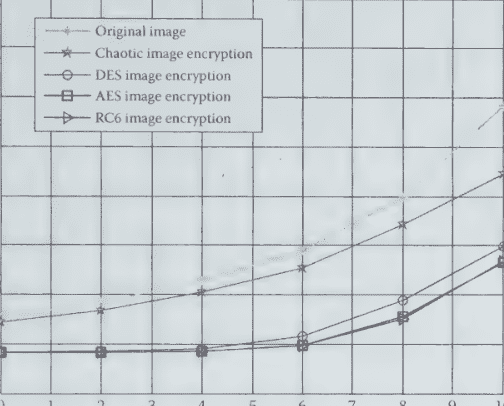 Original image
Chaotic image encryption
DES image encryption
AES image encryption
RC6 image encryption
1 2 3 4 5 6 7 8 9